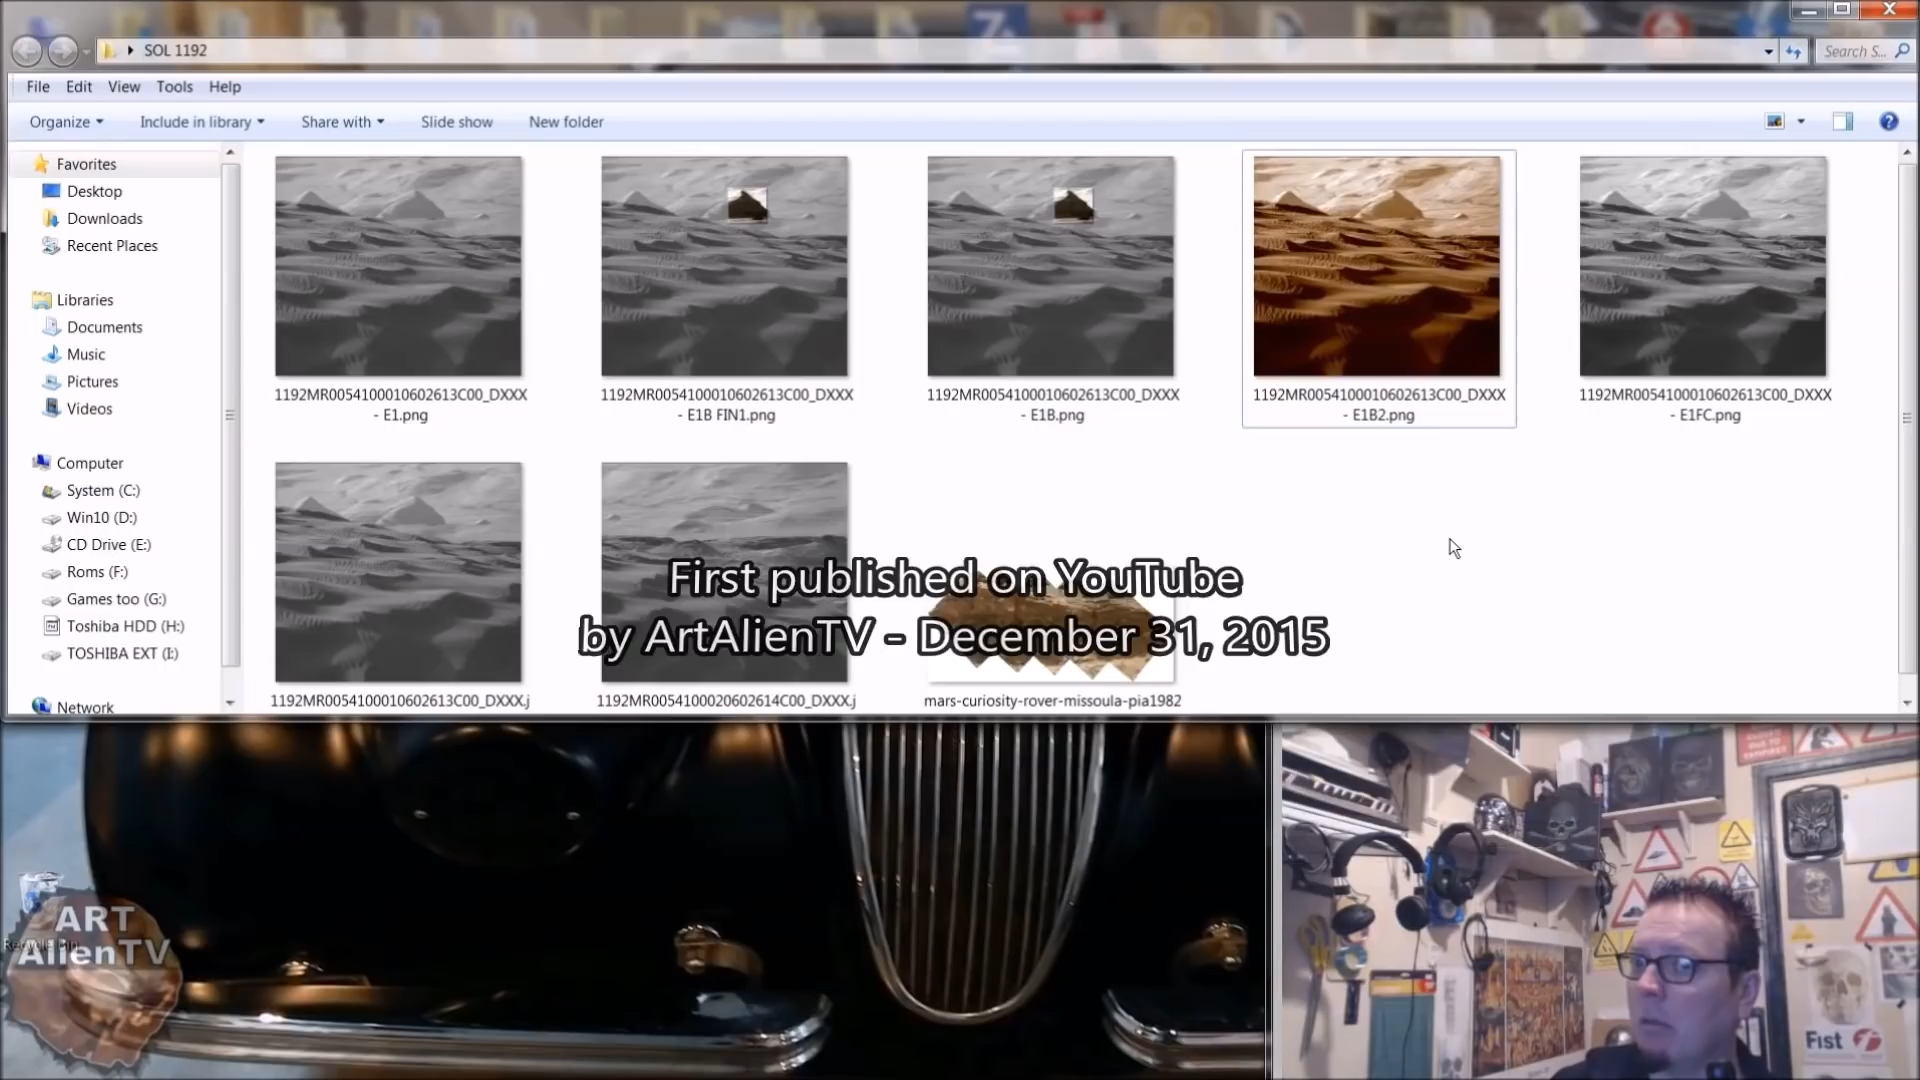 SOL 1192
Search S...
File Edit View Tools Help
Organize Include in library Share with Slide show New folder
Favorites
Desktop
Downloads
Recent Places
Libraries
Documents
Music
Pictures
Videos
Computer
System (C:)
Win10 (D:)
CD Drive (E:)
Roms (F:)
Games too (G:)
Toshiba HDD (H:)
TOSHIBA EXT (I:)
Network
1192MR0054100010602613C00_DXXX
- E1.png
1192MR0054100010602613C00_DXXX
- E1B FIN1.png
1192MR0054100010602613C00_DXXX
- E1B.png
1192MR0054100010602613C00_DXXX
- E1B2.png
1192MR0054100010602613C00_DXXX
- E1FC.png
1192MR0054100010602613C00_DXXX.j
1192MR0054100020602614C00_DXXX.j
mars-curiosity-rover-missoula-pia1982
First published on YouTube
by ArtAlienTV - December 31, 2015
ART
AlienTV
Fist